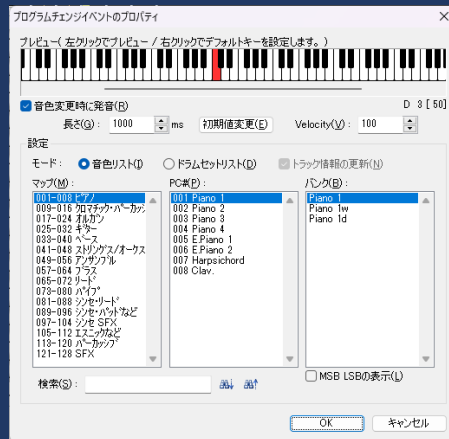 プログラムチェンジイベントのプロパティ
プレビュー( 左クリックでプレビュー / 右クリックでデフォルトキーを設定します。)
音色変更時に発音(R)
D 3 [ 50]
長さ(G): 1000 ms 初期値変更(E) Velocity(V): 100
設定
モード: 音色リスト(I) ドラムセットリスト(D) トラック情報の更新(N)
マップ(M): PC#(P): バンク(B):
001-008 ピアノ 001 Piano 1 Piano 1
009-016 クロマチック・パーカッシ 002 Piano 2 Piano 1w
017-024 オルガン 003 Piano 3 Piano 1d
025-032 ギター 004 Piano 4
033-040 ベース 005 E.Piano 1
041-048 ストリングス/オーケス 006 E.Piano 2
049-056 アンサンブル 007 Harpsichord
057-064 ブラス 008 Clav.
065-072 リード
073-080 パイプ
081-088 シンセ・リード
089-096 シンセ・パッドなど
097-104 シンセ SFX
105-112 エスニックなど
113-120 パーカッシブ
121-128 SFX
検索(S):
MSB LSBの表示(L)
OK キャンセル